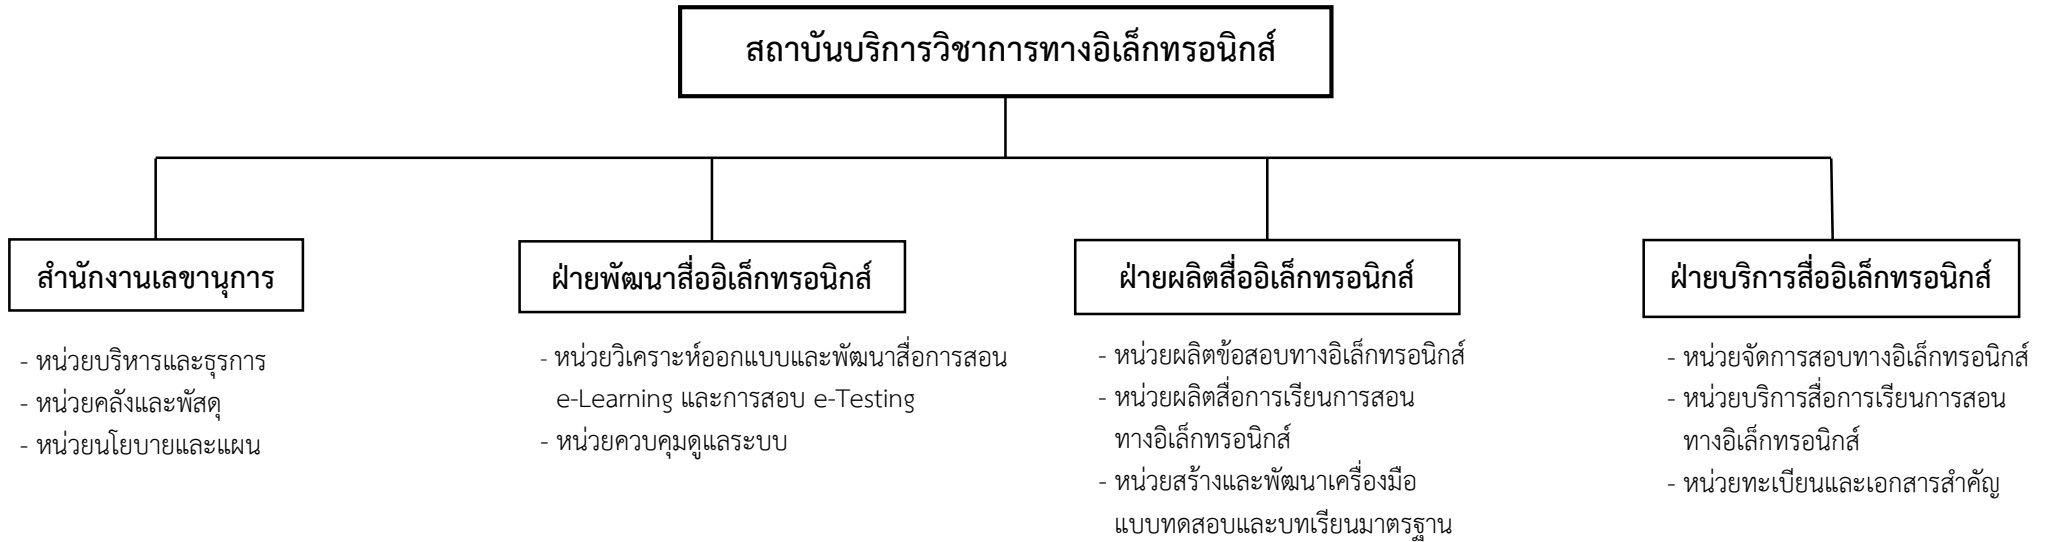 สถาบันบริการวิชาการทางอิเล็กทรอนิกส์
สำนักงานเลขานุการ
- หน่วยบริหารและธุรการ
- หน่วยคลังและพัสดุ
- หน่วยนโยบายและแผน
ฝ่ายพัฒนาสื่ออิเล็กทรอนิกส์
- หน่วยวิเคราะห์ออกแบบและพัฒนาสื่อการสอน
e-Learning และการสอบ e-Testing
- หน่วยควบคุมดูแลระบบ
ฝ่ายผลิตสื่ออิเล็กทรอนิกส์
- หน่วยผลิตข้อสอบทางอิเล็กทรอนิกส์
- หน่วยผลิตสื่อการเรียนการสอน
ทางอิเล็กทรอนิกส์
- หน่วยสร้างและพัฒนาเครื่องมือ
แบบทดสอบและบทเรียนมาตรฐาน
ฝ่ายบริการสื่ออิเล็กทรอนิกส์
- หน่วยจัดการสอบทางอิเล็กทรอนิกส์
- หน่วยบริการสื่อการเรียนการสอน
ทางอิเล็กทรอนิกส์
- หน่วยทะเบียนและเอกสารสำคัญ